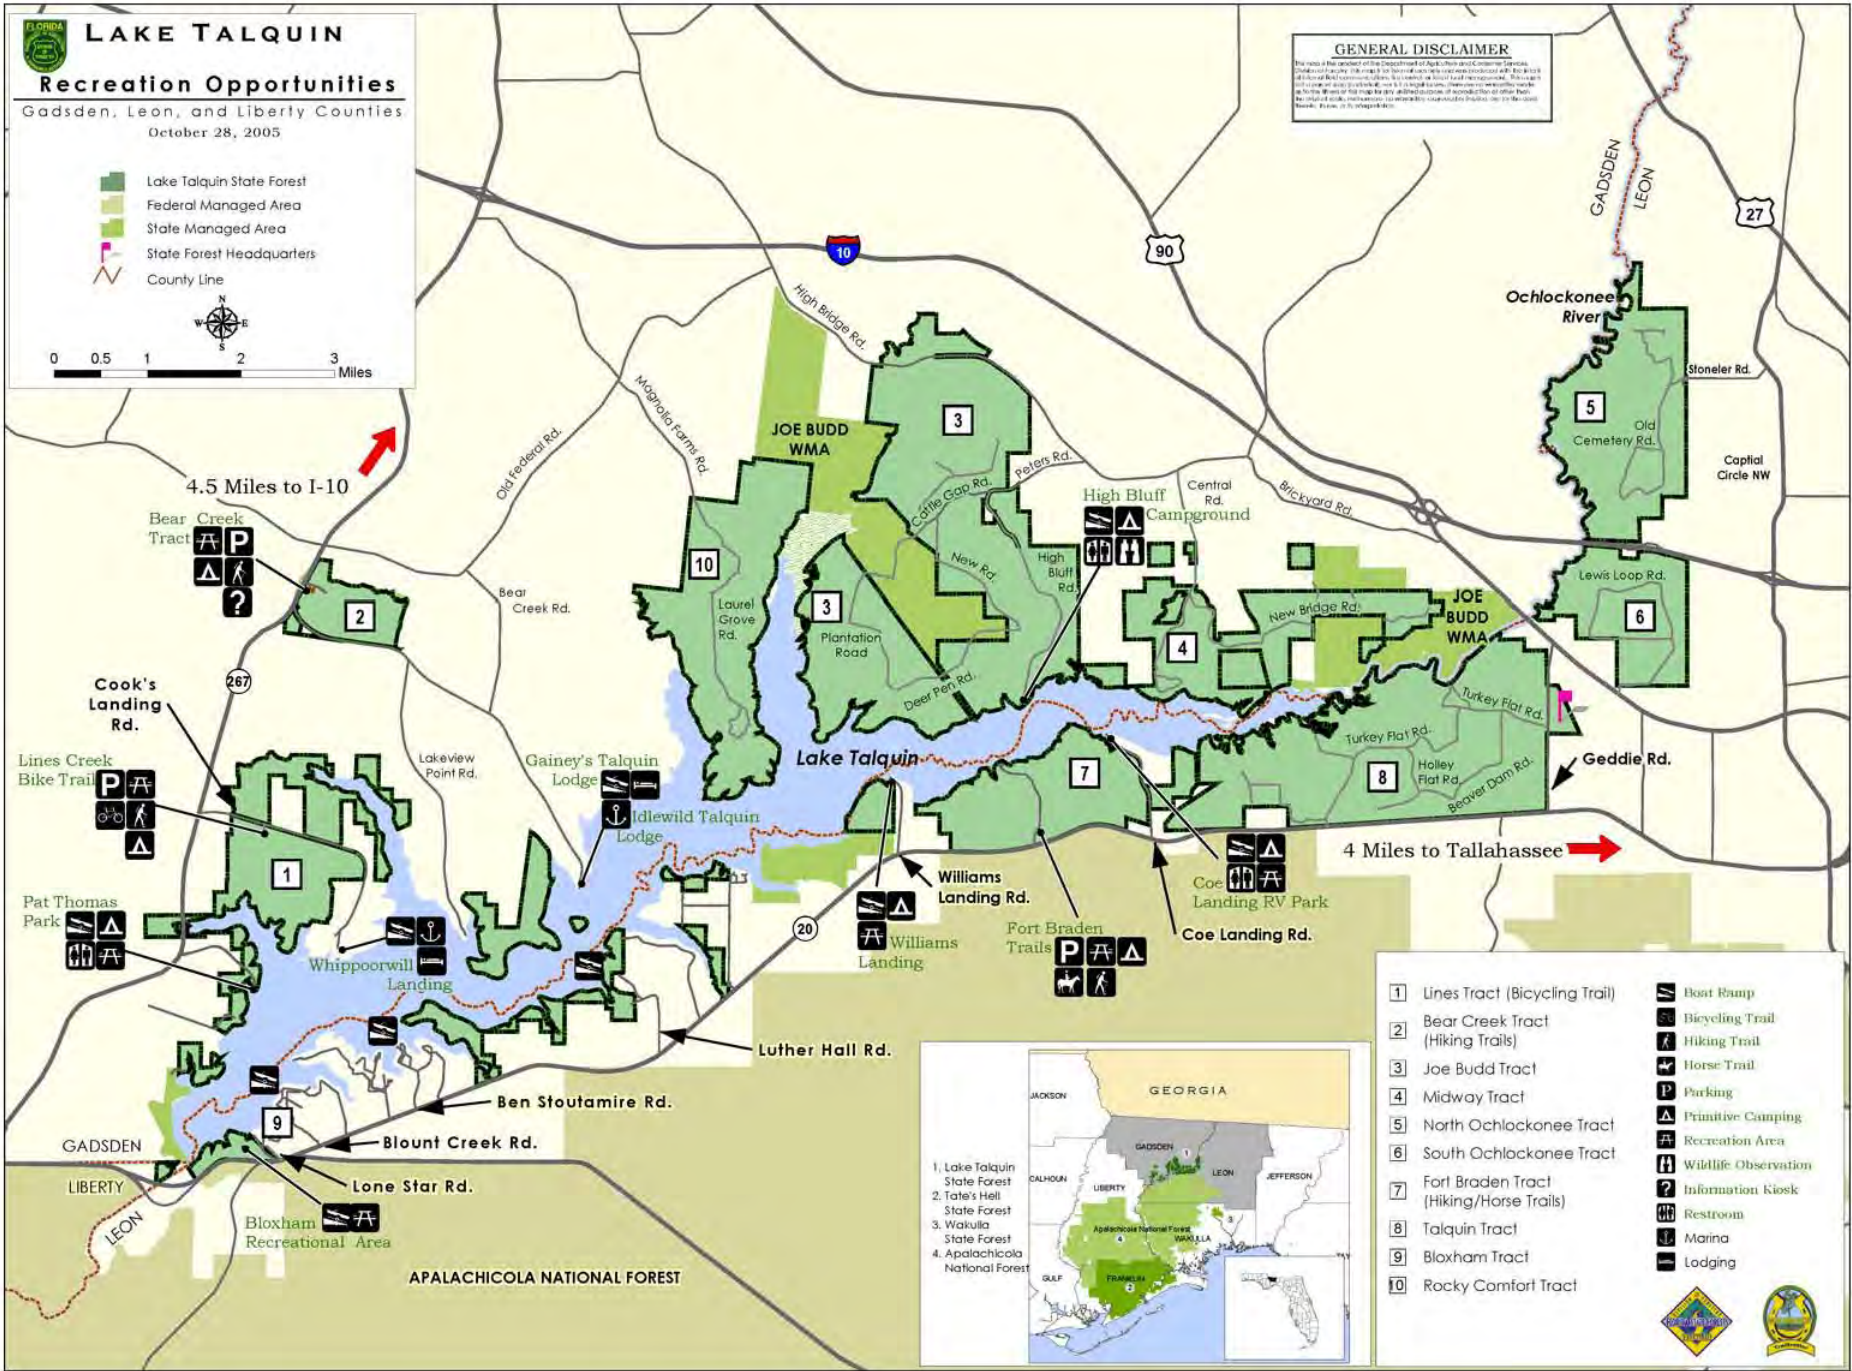 FLORIDA
LAKE TALQUIN
Recreation Opportunities
Gadsden, Leon, and Liberty Counties
October 28, 2005
Lake Talquin State Forest
Federal Managed Area
State Managed Area
State Forest Headquarters
County Line
N
W E
S
0 0.5 1 2 3
Miles
GENERAL DISCLAIMER
10
90
27
GADSDEN
LEON
Ochlockonee
River
Stoneler Rd.
5
Old
Cemetery Rd.
Captial
Circle NW
High Bridge Rd.
Magnolia Farms Rd.
Old Federal Rd.
JOE BUDD
WMA
3
Peters Rd.
Cattle Gap Rd.
High Bluff
Campground
Central
Rd.
Brickyard Rd.
4.5 Miles to I-10
Bear Creek
Tract
P
?
2
Bear
Creek Rd.
10
Laurel
Grove
Rd.
3
Plantation
Road
New Rd.
High
Bluff
Rd.
Deer Pen Rd.
4
New Bridge Rd.
JOE
BUDD
WMA
Lewis Loop Rd.
6
267
Cook's
Landing
Rd.
Lines Creek
Bike Trail
P
Lakeview
Point Rd.
Gainey's Talquin
Lodge
Idlewild Talquin
Lodge
Lake Talquin
7
Turkey Flat Rd.
Turkey Flat Rd.
Holley
Flat Rd.
8
Beaver Dam Rd.
Geddie Rd.
4 Miles to Tallahassee
1
Pat Thomas
Park
Whippoorwill
Landing
20
Williams
Landing Rd.
Williams
Landing
Fort Braden
Trails
P
Coe
Landing RV Park
Coe Landing Rd.
Luther Hall Rd.
Ben Stoutamire Rd.
9
Blount Creek Rd.
Lone Star Rd.
GADSDEN
LIBERTY
LEON
Bloxham
Recreational Area
APALACHICOLA NATIONAL FOREST
1. Lake Talquin
State Forest
2. Tate's Hell
State Forest
3. Wakulla
State Forest
4. Apalachicola
National Forest
GEORGIA
JACKSON
GADSDEN
1
LEON
JEFFERSON
CALHOUN
LIBERTY
3
Apalachicola National Forest
4
WAKULLA
GULF
FRANKLIN
2
1 Lines Tract (Bicycling Trail)
2 Bear Creek Tract
(Hiking Trails)
3 Joe Budd Tract
4 Midway Tract
5 North Ochlockonee Tract
6 South Ochlockonee Tract
7 Fort Braden Tract
(Hiking/Horse Trails)
8 Talquin Tract
9 Bloxham Tract
10 Rocky Comfort Tract
Boat Ramp
Bicycling Trail
Hiking Trail
Horse Trail
P Parking
Primitive Camping
Recreation Area
Wildlife Observation
? Information Kiosk
Restroom
Marina
Lodging